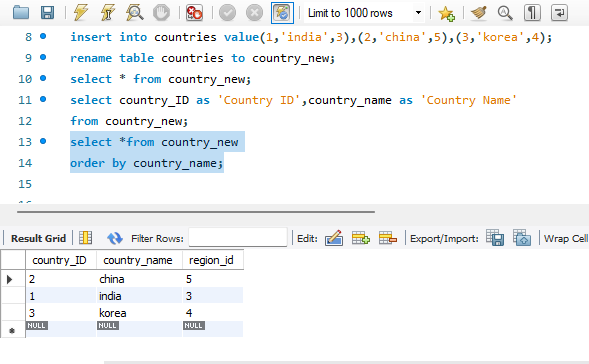 Limit to 1000 rows
8 insert into countries value(1,'india',3),(2,'china',5),(3,'korea',4);
9 rename table countries to country_new;
10 select * from country_new;
11 select country_ID as 'Country ID',country_name as 'Country Name'
12 from country_new;
13 select *from country_new
14 order by country_name;
15
Result Grid Filter Rows: Edit: Export/Import: Wrap Cell
country_ID country_name region_id
2 china 5
1 india 3
3 korea 4
NULL NULL NULL